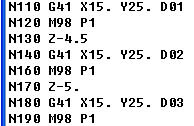 N110 G41 X15. Y25. D01
N120 M98 P1
N130 Z-4.5
N140 G41 X15. Y25. D02
N160 M98 P1
N170 Z-5.
N180 G41 X15. Y25. D03
N190 M98 P1